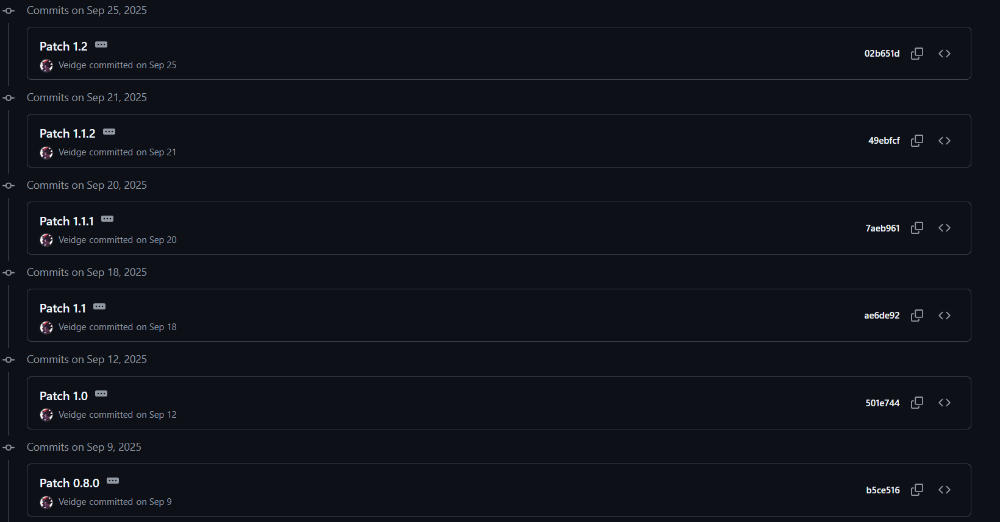 Commits on Sep 25, 2025
Patch 1.2
02b651d
Veidge committed on Sep 25
Commits on Sep 21, 2025
Patch 1.1.2
49ebfcf
Veidge committed on Sep 21
Commits on Sep 20, 2025
Patch 1.1.1
7aeb961
Veidge committed on Sep 20
Commits on Sep 18, 2025
Patch 1.1
ae6de92
Veidge committed on Sep 18
Commits on Sep 12, 2025
Patch 1.0
501e744
Veidge committed on Sep 12
Commits on Sep 9, 2025
Patch 0.8.0
b5ce516
Veidge committed on Sep 9